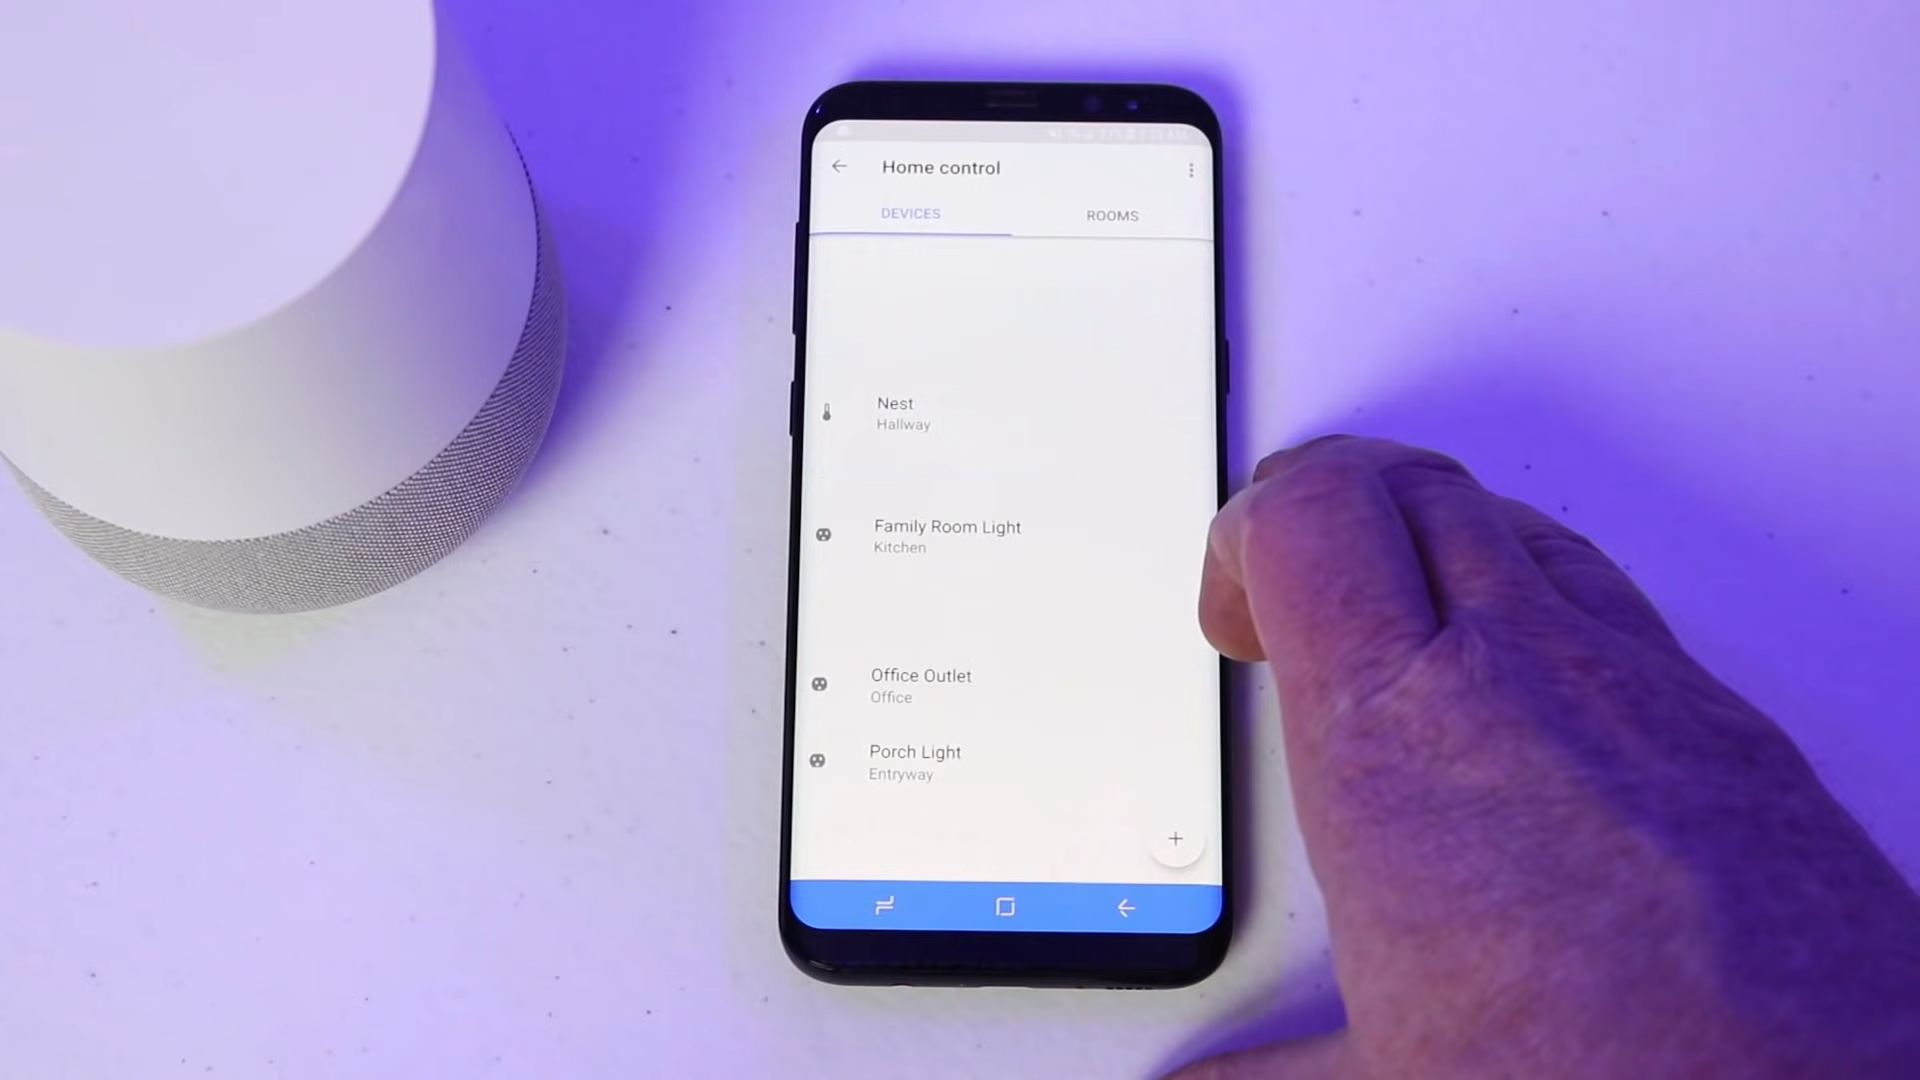 Home control
DEVICES
ROOMS
Nest
Hallway
Family Room Light
Kitchen
Office Outlet
Office
Porch Light
Entryway